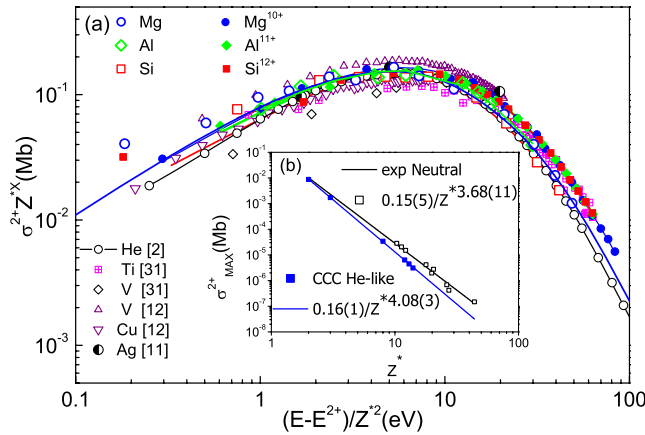 (a)
Mg Mg¹⁰⁺
Al Al¹¹⁺
Si Si¹²⁺
10⁻¹
10⁻²
10⁻³
σ²⁺Z*ˣ(Mb)
He [2]
Ti [31]
V [31]
V [12]
Cu [12]
Ag [11]
(b)
exp Neutral
0.15(5)/Z*3.68(11)
CCC He-like
0.16(1)/Z*4.08(3)
10⁻¹
10⁻²
10⁻³
10⁻⁴
10⁻⁵
10⁻⁶
10⁻⁷
10⁻⁸
σ²⁺MAX(Mb)
1 10 100
Z*
0.1 1 10 100
(E-E²⁺)/Z*²(eV)